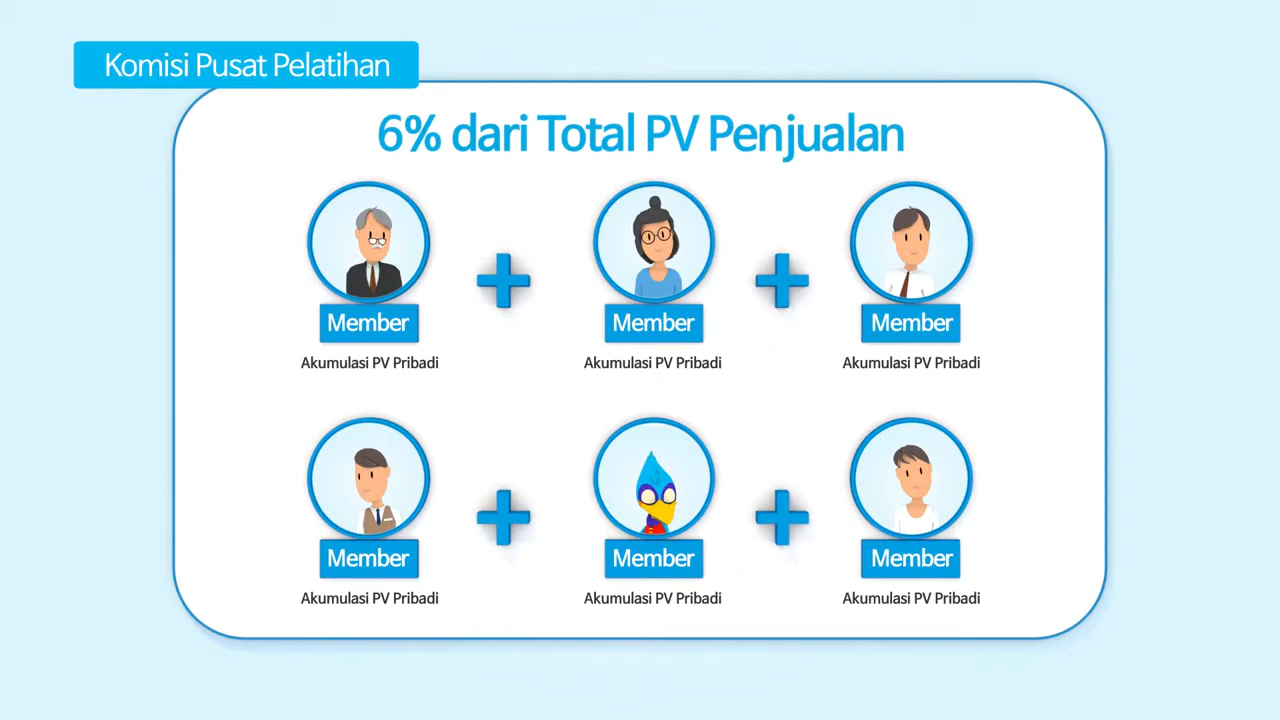 Komisi Pusat Pelatihan
6% dari Total PV Penjualan
Member
Member
Member
Akumulasi PV Pribadi
Akumulasi PV Pribadi
Akumulasi PV Pribadi
Member
Member
Member
Akumulasi PV Pribadi
Akumulasi PV Pribadi
Akumulasi PV Pribadi